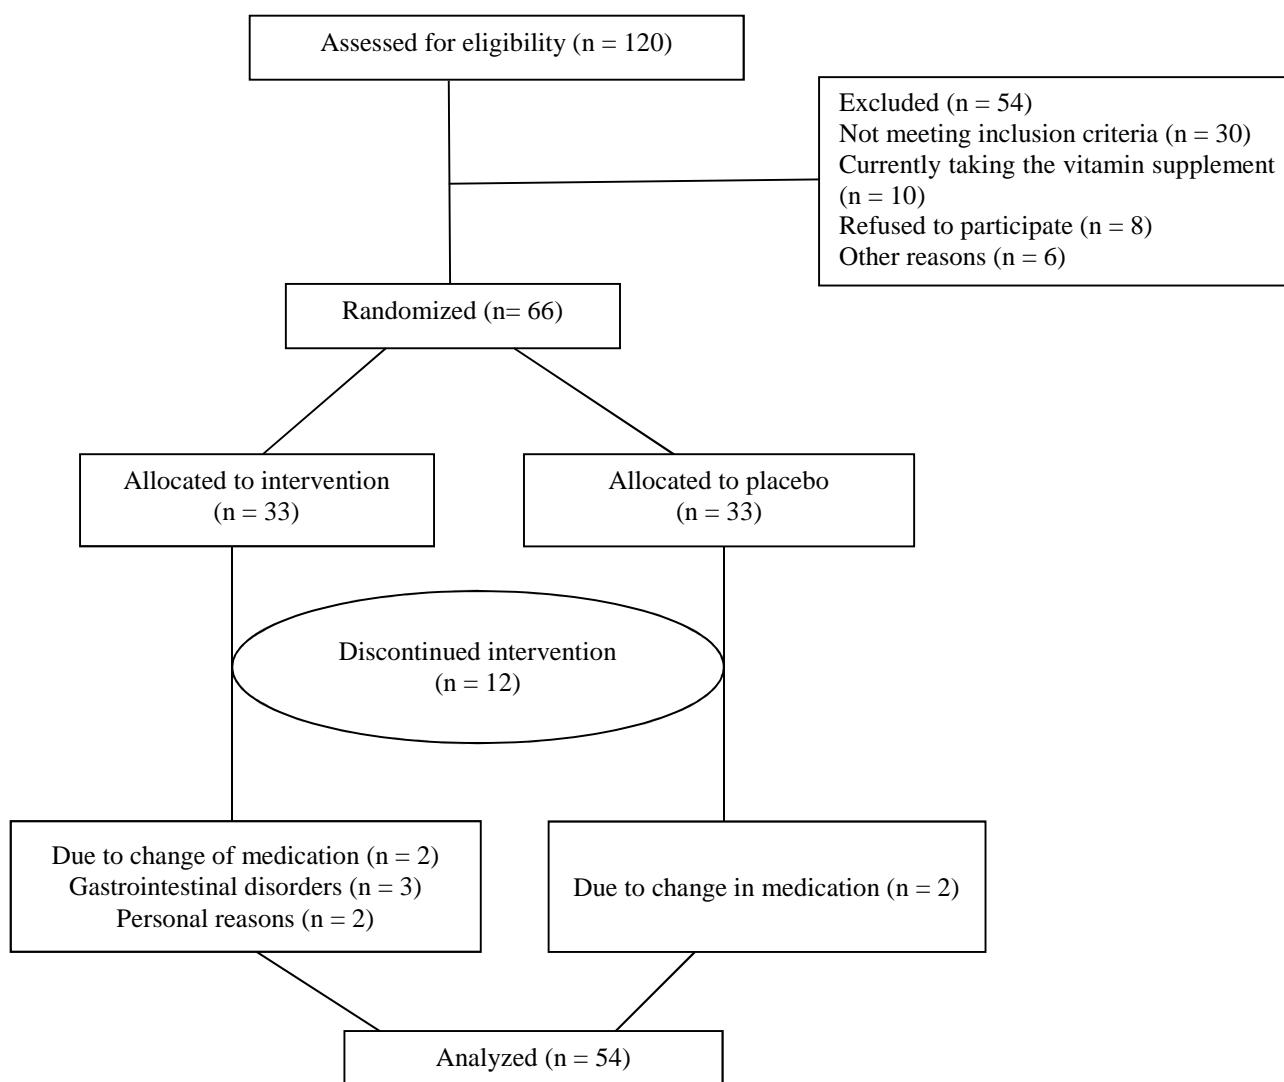 Assessed for eligibility (n = 120)
Excluded (n = 54)
Not meeting inclusion criteria (n = 30)
Currently taking the vitamin supplement
(n = 10)
Refused to participate (n = 8)
Other reasons (n = 6)
Randomized (n= 66)
Allocated to intervention
(n = 33)
Allocated to placebo
(n = 33)
Discontinued intervention
(n = 12)
Due to change of medication (n = 2)
Gastrointestinal disorders (n = 3)
Personal reasons (n = 2)
Due to change in medication (n = 2)
Analyzed (n = 54)